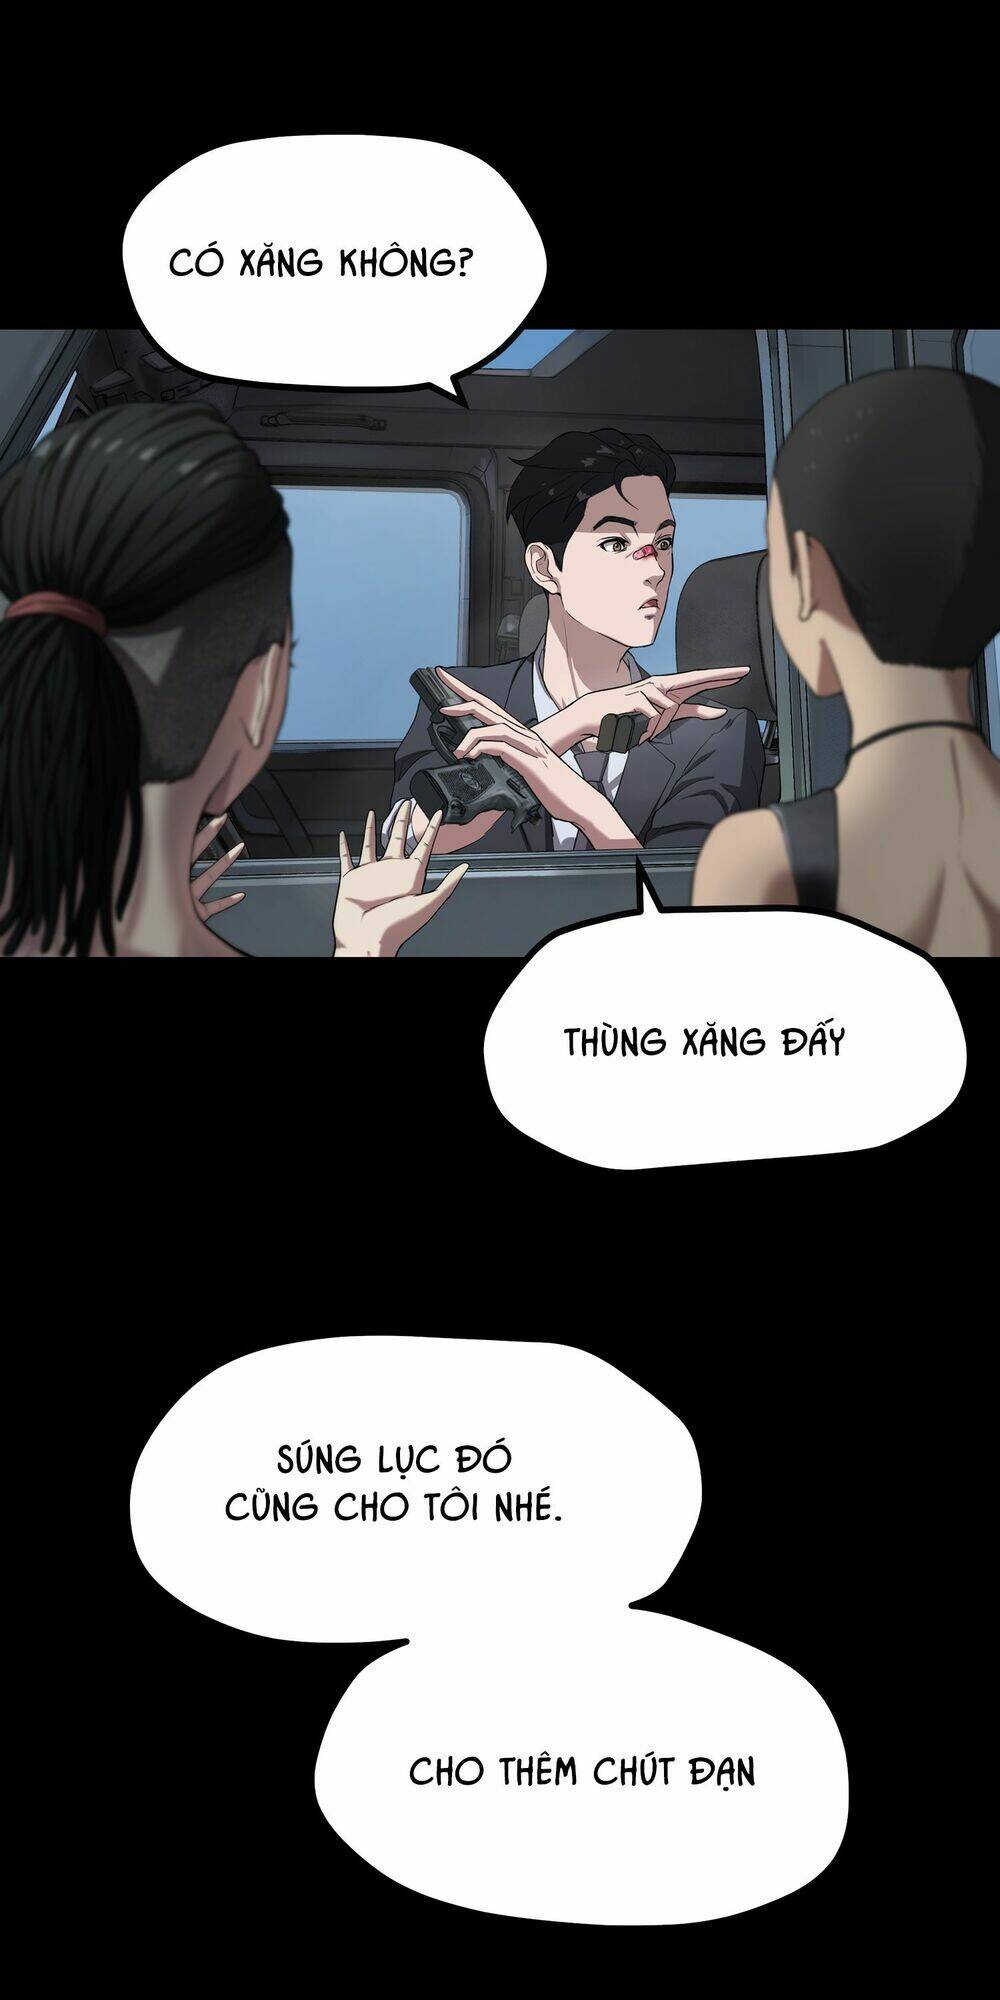 CÓ XĂNG KHÔNG?
THÙNG XĂNG ĐẤY
SÚNG LỤC ĐÓ
CŨNG CHO TÔI NHÉ.
CHO THÊM CHÚT ĐẠN